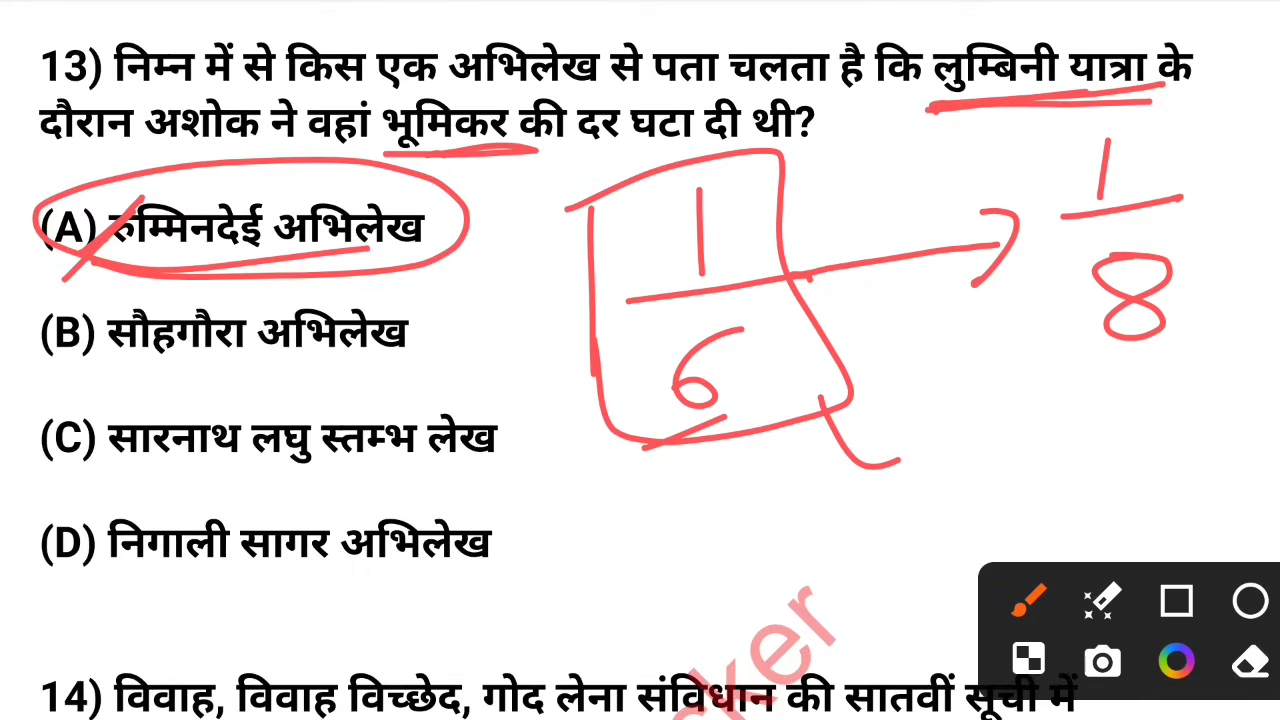 13) निम्न में से किस एक अभिलेख से पता चलता है कि लुम्बिनी यात्रा के
दौरान अशोक ने वहां भूमिकर की दर घटा दी थी?
(A) रुम्मिनदेई अभिलेख
1
6
1
8
(B) सौहगौरा अभिलेख
(C) सारनाथ लघु स्तम्भ लेख
(D) निगाली सागर अभिलेख
14) विवाह, विवाह विच्छेद, गोद लेना संविधान की सातवीं सूची में